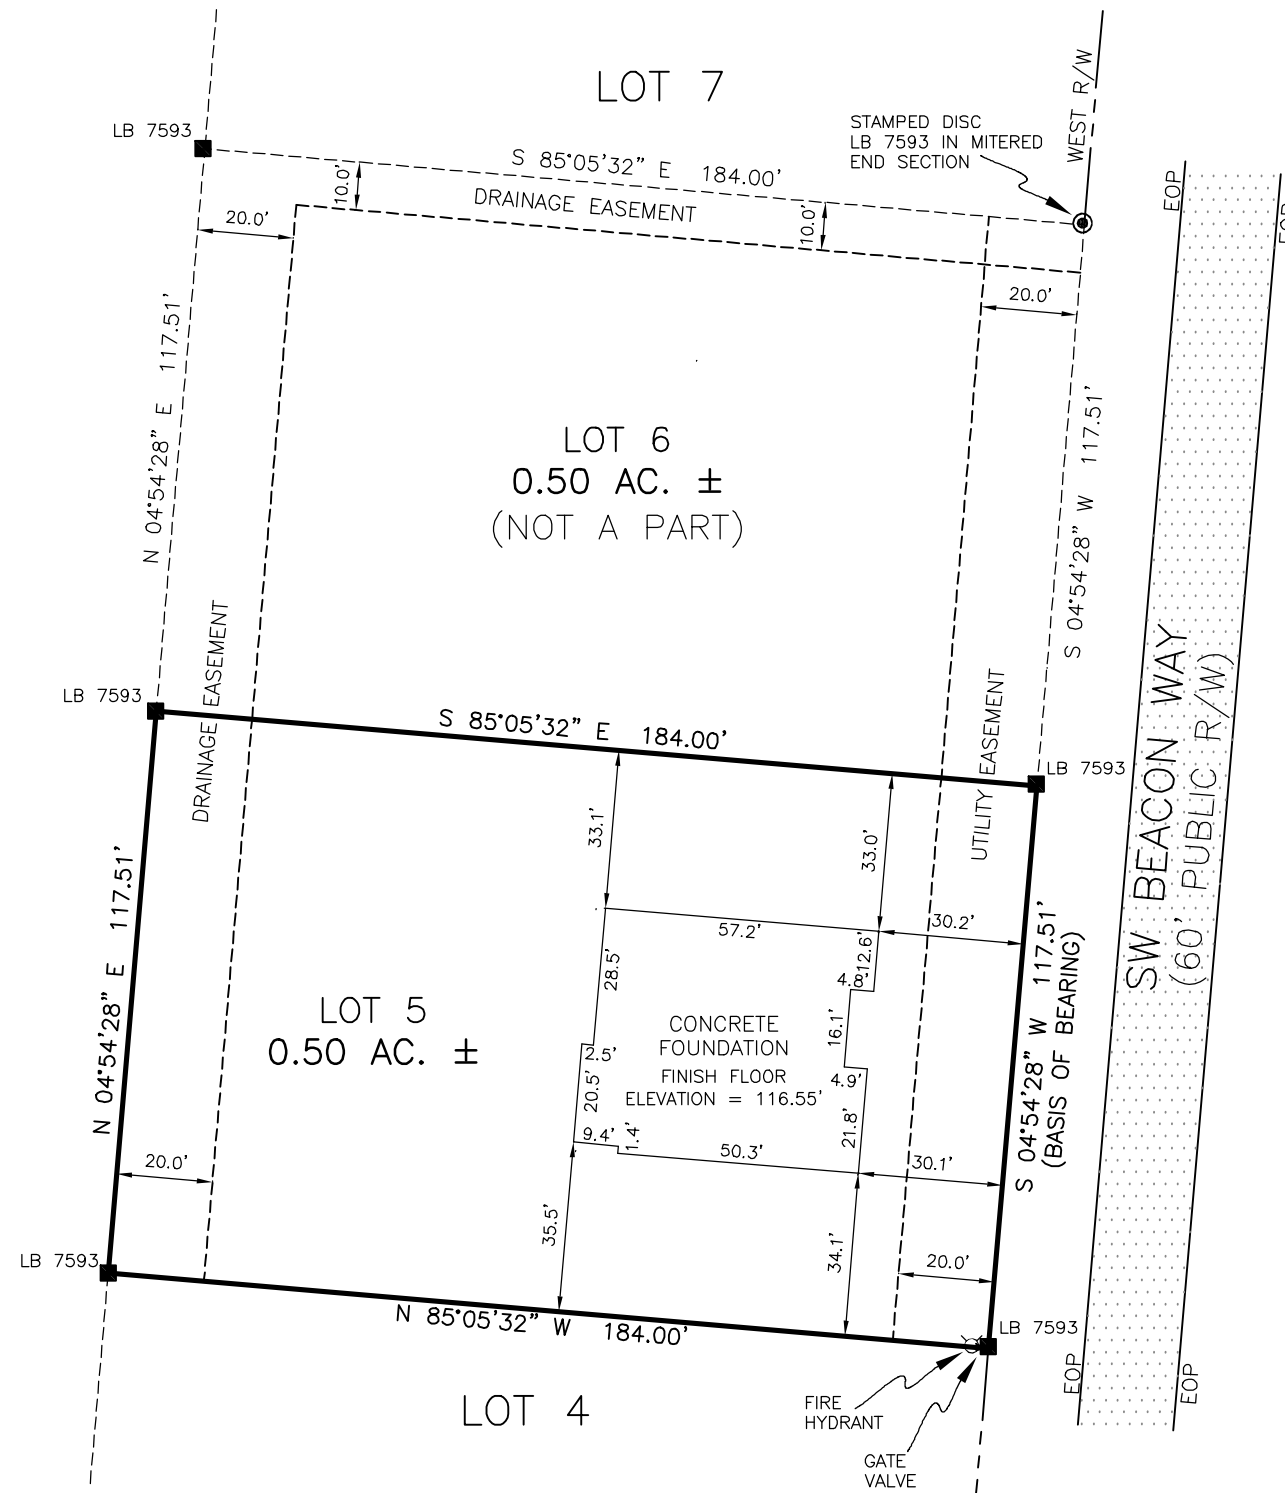 LOT 7
WEST R/W
STAMPED DISC
LB 7593 IN MITERED
END SECTION
LB 7593
S 85°05'32" E 184.00'
10.0'
DRAINAGE EASEMENT
10.0'
20.0'
20.0'
EOP
EOP
N 04°54'28" E 117.51'
S 04°54'28" W 117.51'
LOT 6
0.50 AC. ±
(NOT A PART)
DRAINAGE EASEMENT
UTILITY EASEMENT
SW BEACON WAY
(60' PUBLIC R/W)
LB 7593
S 85°05'32" E 184.00'
LB 7593
33.1'
33.0'
N 04°54'28" E 117.51'
57.2'
30.2'
28.5'
12.6'
4.8'
S 04°54'28" W 117.51'
(BASIS OF BEARING)
LOT 5
0.50 AC. ±
CONCRETE
FOUNDATION
FINISH FLOOR
ELEVATION = 116.55'
16.1'
2.5'
4.9'
20.5'
21.8'
9.4'
1.4'
50.3'
20.0'
30.1'
35.5'
34.1'
20.0'
LB 7593
N 85°05'32" W 184.00'
LB 7593
EOP
EOP
LOT 4
FIRE
HYDRANT
GATE
VALVE